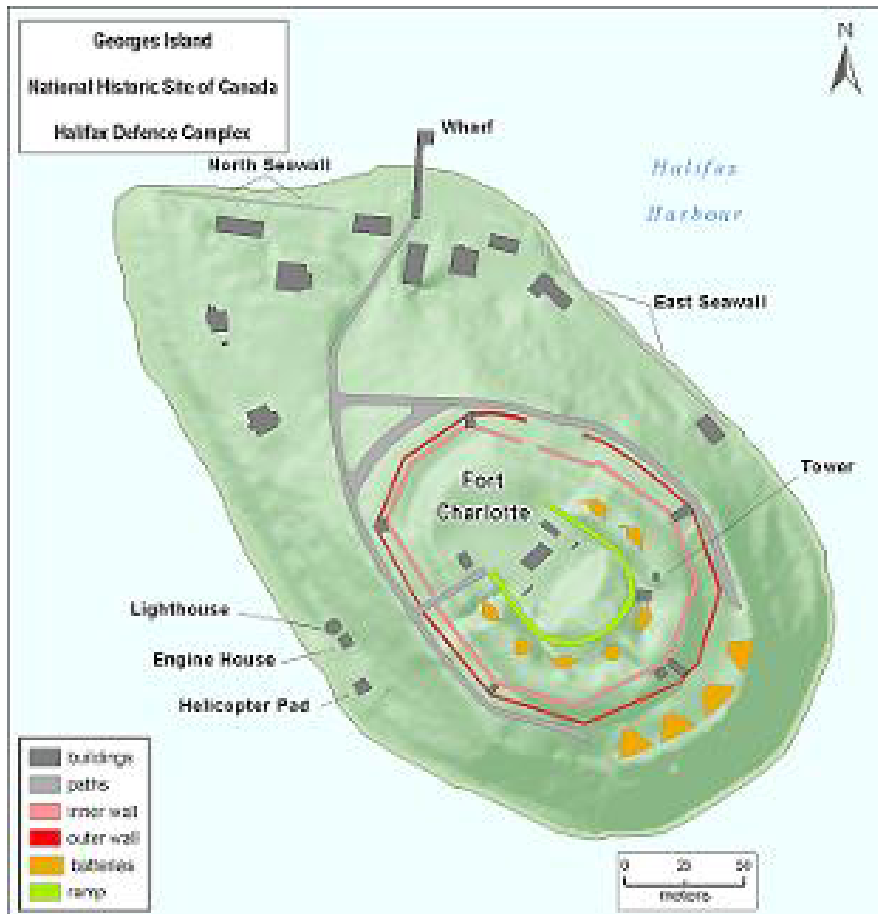 Georges Island
National Historic Site of Canada
Halifax Defence Complex
N
Wharf
North Seawall
Halifax
Harbour
East Seawall
Tower
Fort
Charlotte
Lighthouse
Engine House
Helicopter Pad
buildings
paths
inner wall
outer wall
batteries
ramp
0 25 50
meters